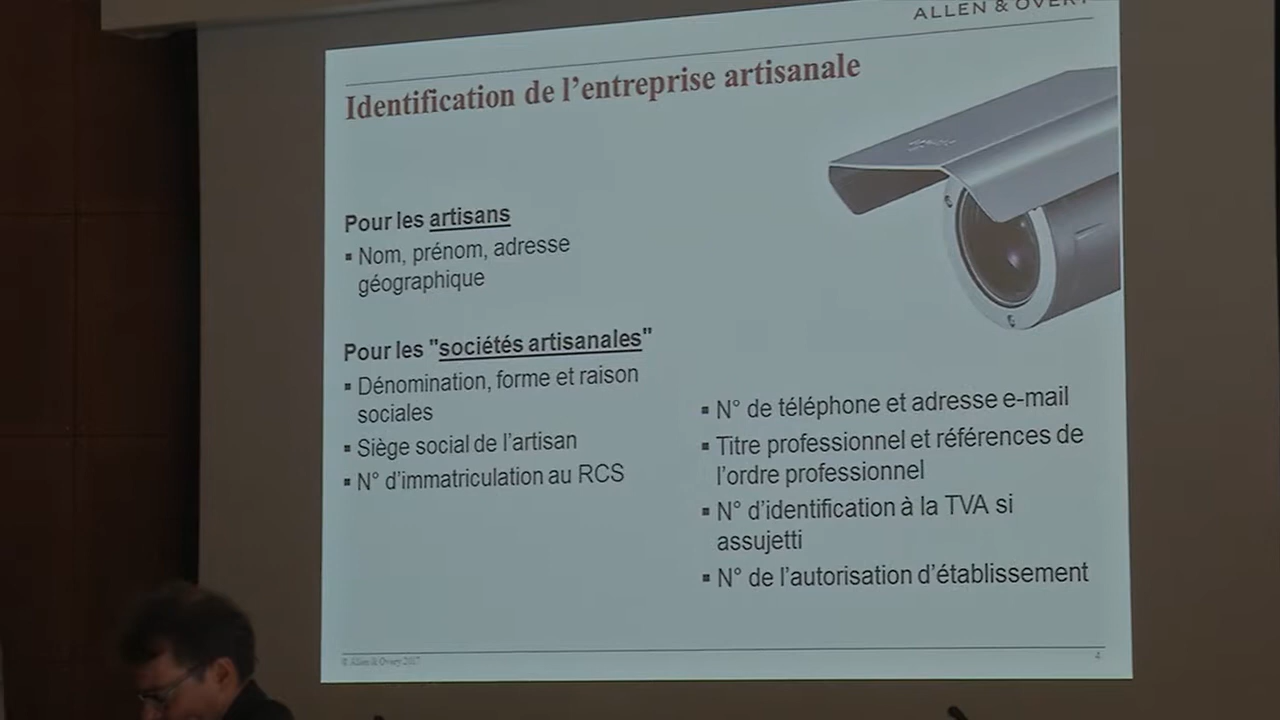 ALLEN & OVERY
Identification de l'entreprise artisanale
Pour les artisans
▪ Nom, prénom, adresse
géographique
Pour les "sociétés artisanales"
▪ Dénomination, forme et raison
sociales
▪ Siège social de l'artisan
▪ N° d'immatriculation au RCS
▪ N° de téléphone et adresse e-mail
▪ Titre professionnel et références de
l'ordre professionnel
▪ N° d'identification à la TVA si
assujetti
▪ N° de l'autorisation d'établissement
© Allen & Overy 2017
4